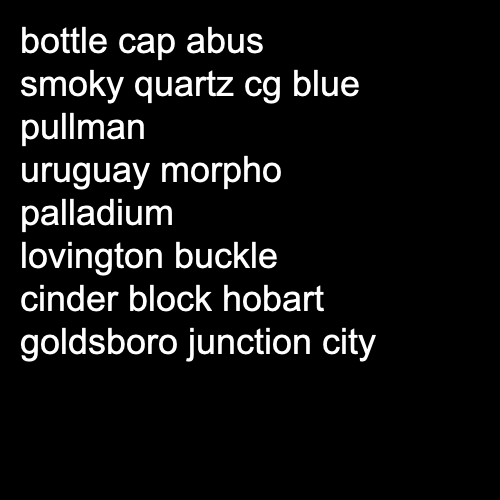 bottle cap abus
smoky quartz cg blue
pullman
uruguay morpho
palladium
lovington buckle
cinder block hobart
goldsboro junction city